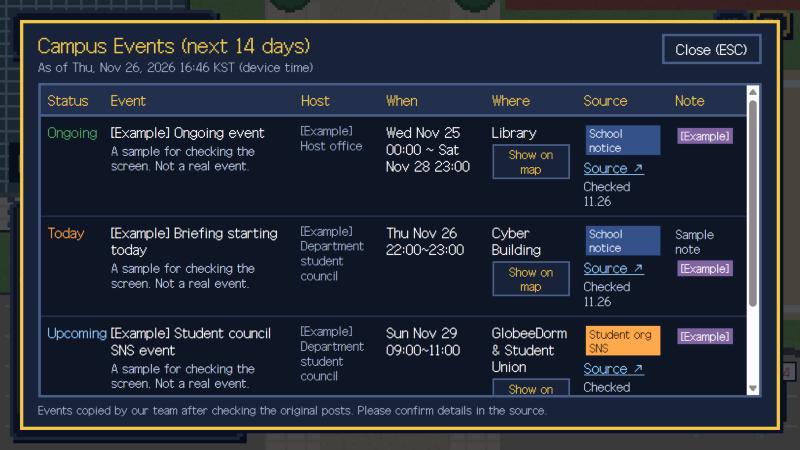 Campus Events (next 14 days)
As of Thu, Nov 26, 2026 16:46 KST (device time)
Close (ESC)
Status Event Host When Where Source Note
Ongoing
[Example] Ongoing event
A sample for checking the
screen. Not a real event.
[Example]
Host office
Wed Nov 25
00:00 ~ Sat
Nov 28 23:00
Library
Show on
map
School
notice
Source ↗
Checked
11.26
[Example]
Today
[Example] Briefing starting
today
A sample for checking the
screen. Not a real event.
[Example]
Department
student
council
Thu Nov 26
22:00~23:00
Cyber
Building
Show on
map
School
notice
Source ↗
Checked
11.26
Sample
note
[Example]
Upcoming
[Example] Student council
SNS event
A sample for checking the
screen. Not a real event.
[Example]
Department
student
council
Sun Nov 29
09:00~11:00
GlobeeDorm
& Student
Union
Show on
Student org
SNS
Source ↗
Checked
[Example]
Events copied by our team after checking the original posts. Please confirm details in the source.